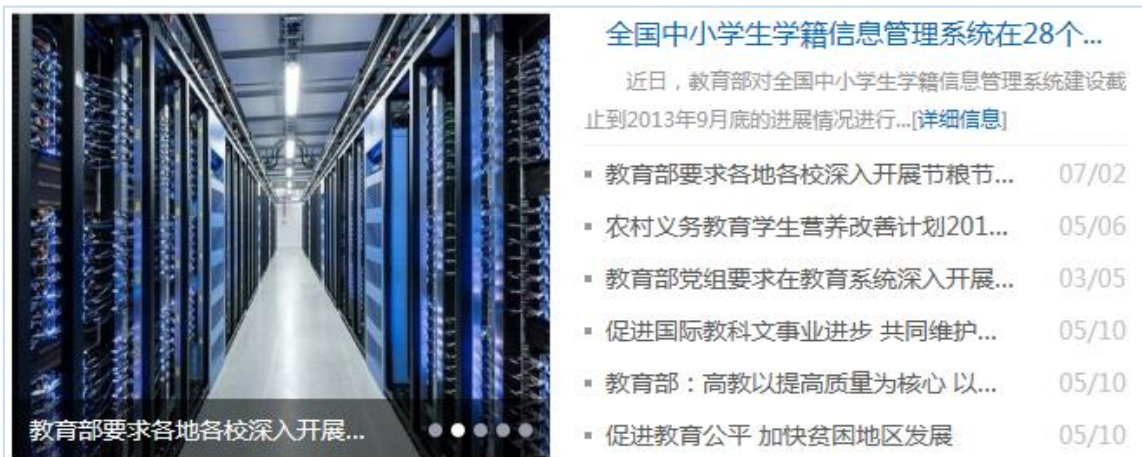 全国中小学生学籍信息管理系统在28个...
近日，教育部对全国中小学生学籍信息管理系统建设截
止到2013年9月底的进展情况进行...[详细信息]
教育部要求各地各校深入开展节粮节... 07/02
农村义务教育学生营养改善计划201... 05/06
教育部党组要求在教育系统深入开展... 03/05
促进国际教科文事业进步 共同维护... 05/10
教育部：高教以提高质量为核心 以... 05/10
促进教育公平 加快贫困地区发展 05/10
教育部要求各地各校深入开展...